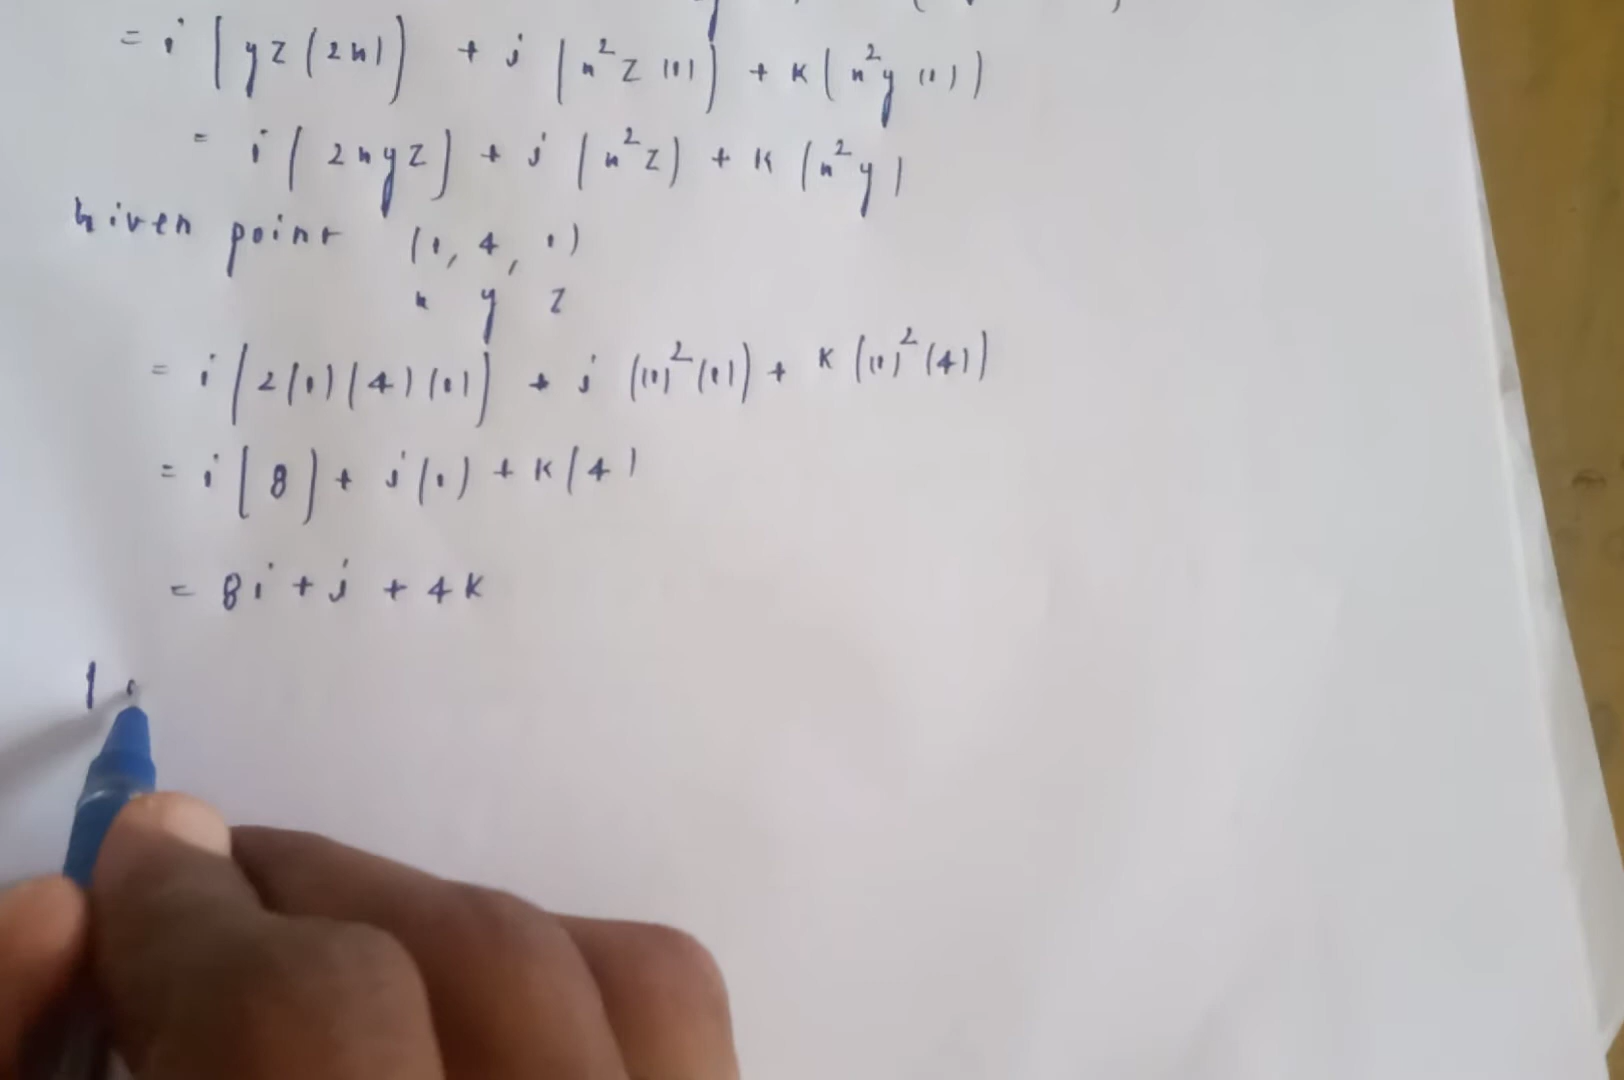 = i (yz(2x)) + j (x²z (1)) + k (x²y (1))
= i (2xyz) + j (x²z) + k (x²y)
Given point (1, 4, 1)
x y z
= i (2(1)(4)(1)) + j (1)²(1)) + k (1)²(4))
= i (8) + j (1) + k (4)
= 8i + j + 4k